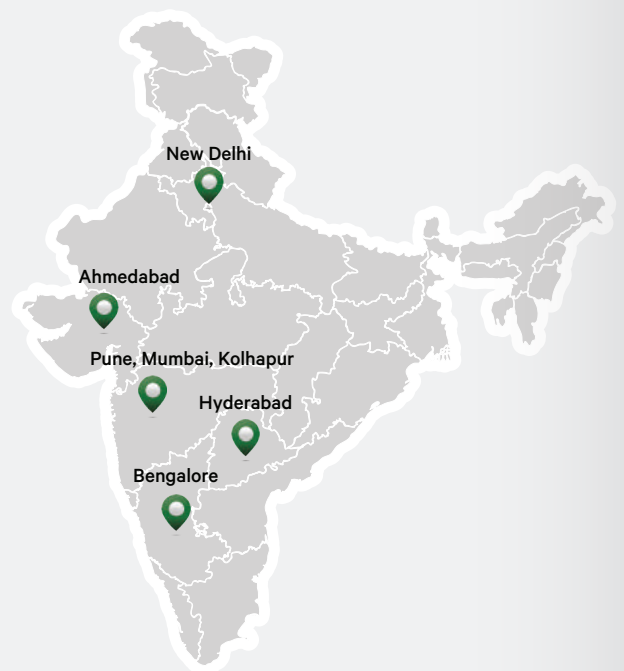 New Delhi
Ahmedabad
Pune, Mumbai, Kolhapur
Hyderabad
Bengalore